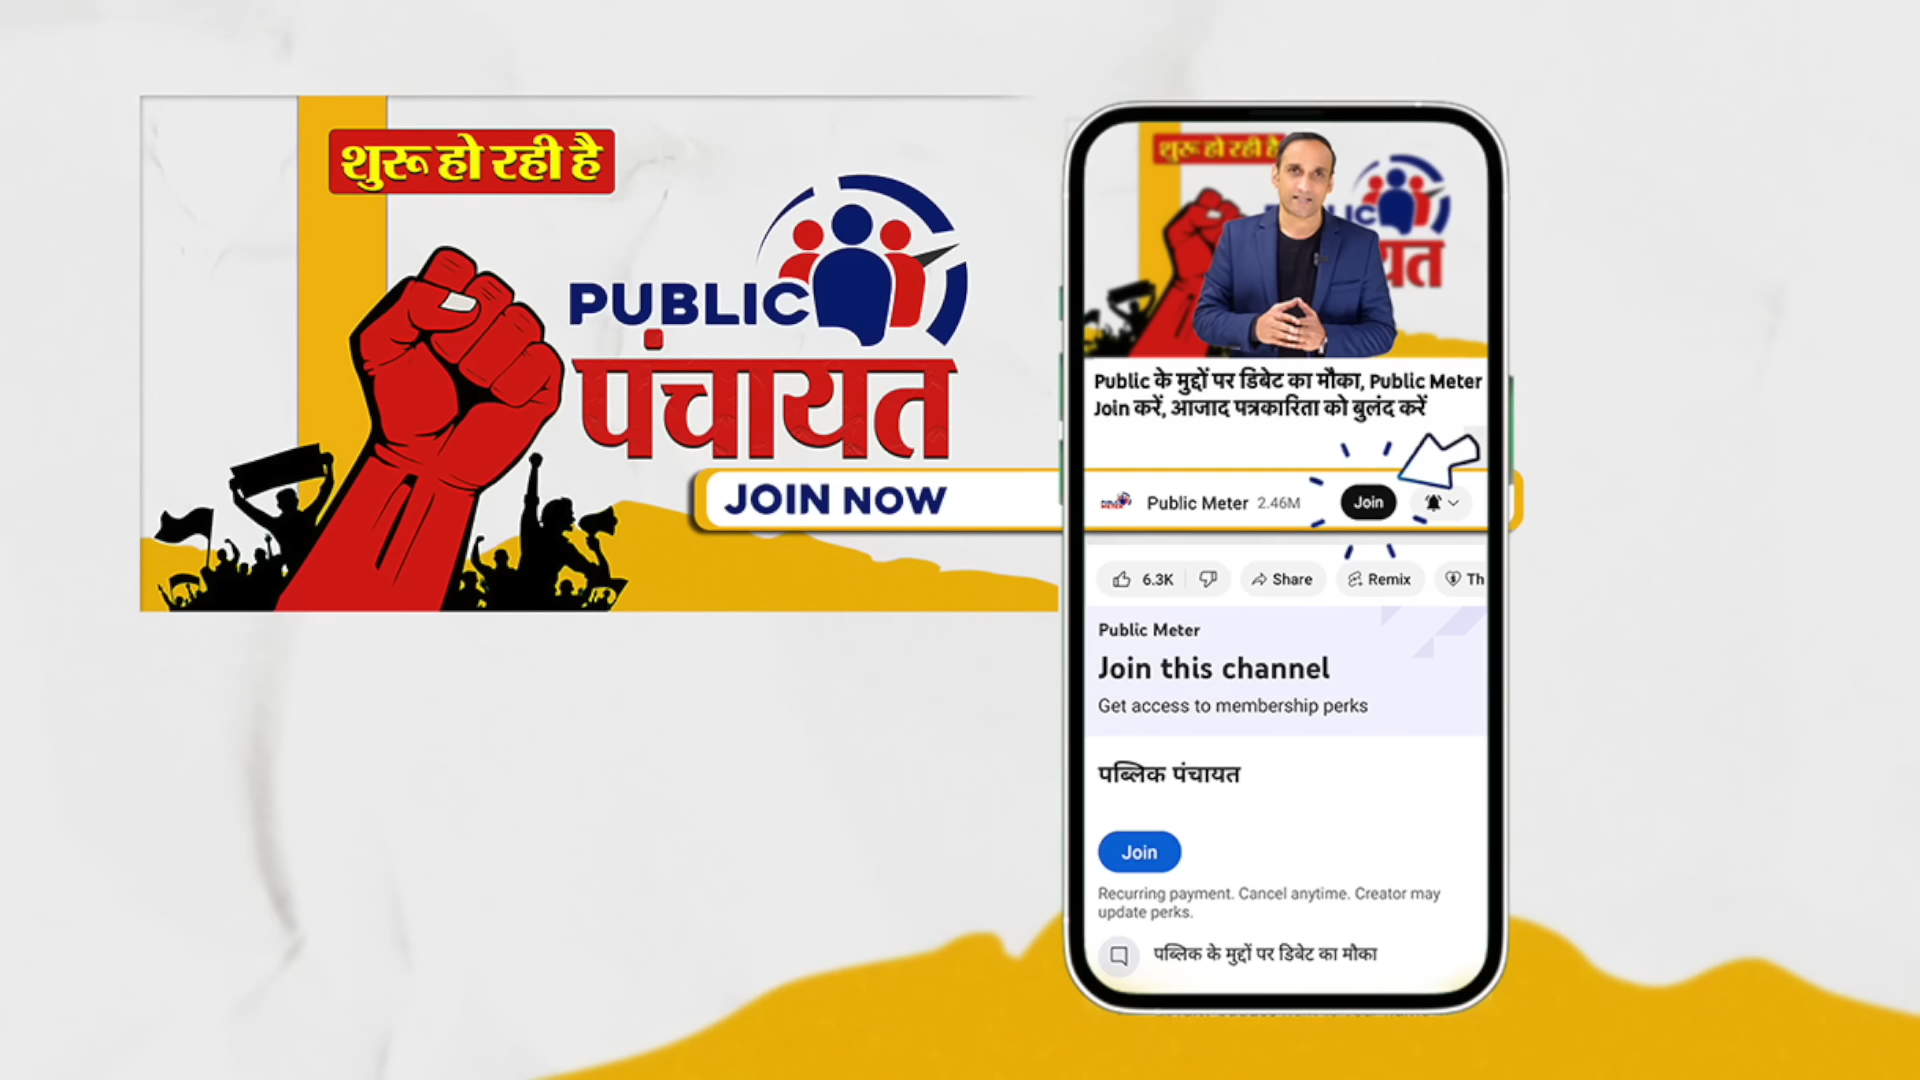 शुरू हो रही है
PUBLIC
पंचायत
JOIN NOW
शुरू हो रही है
Public के मुद्दों पर डिबेट का मौका, Public Meter
Join करें, आजाद पत्रकारिता को बुलंद करें
Public Meter 2.46M
Join
6.3K
Share
Remix
Th
Public Meter
Join this channel
Get access to membership perks
पब्लिक पंचायत
Join
Recurring payment. Cancel anytime. Creator may
update perks.
पब्लिक के मुद्दों पर डिबेट का मौका